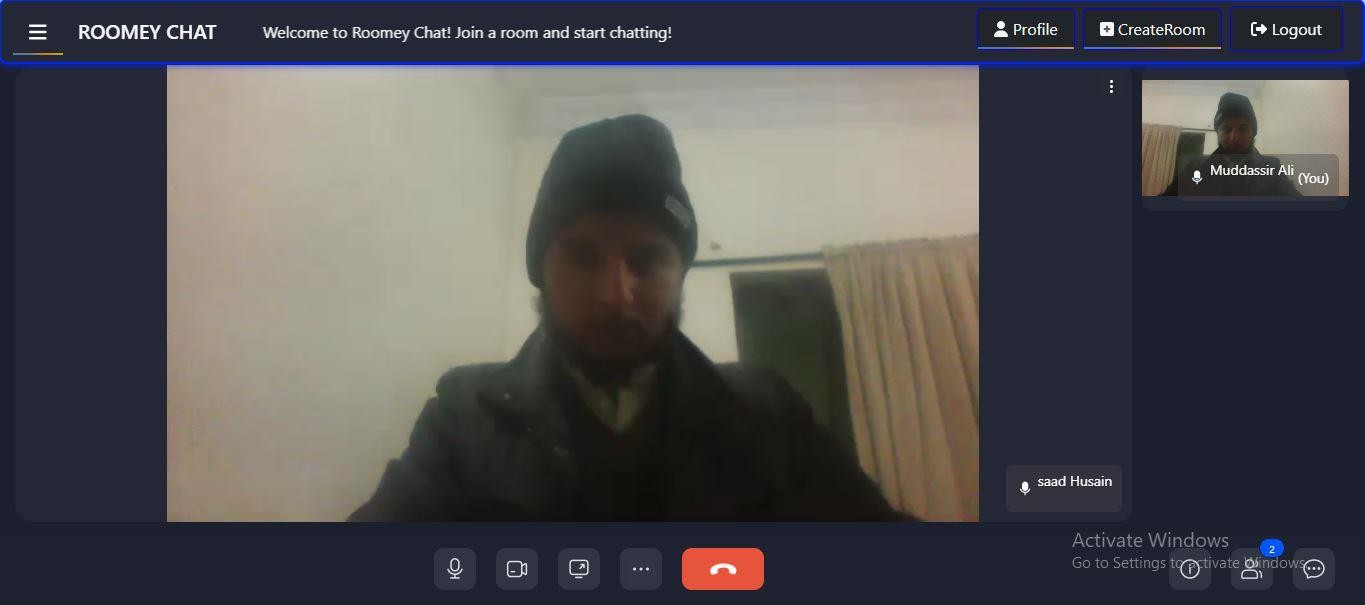 ROOMEY CHAT
Welcome to Roomey Chat! Join a room and start chatting!
Profile
CreateRoom
Logout
Muddassir Ali (You)
saad Husain
Activate Windows
Go to Settings to activate Windows.
2